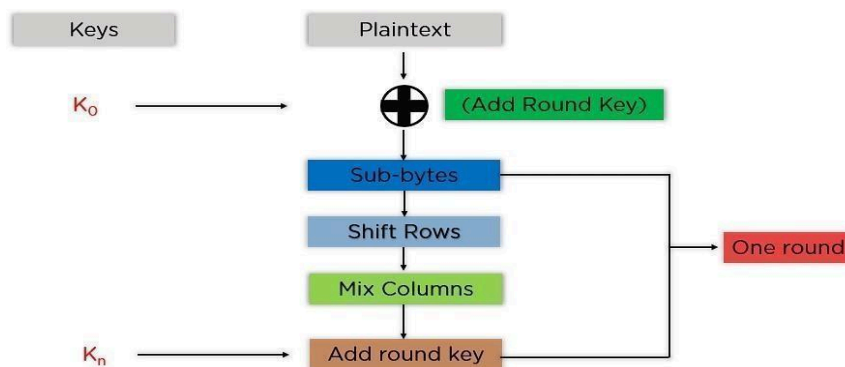 Keys
Plaintext
K₀
(Add Round Key)
Sub-bytes
Shift Rows
One round
Mix Columns
Kₙ
Add round key